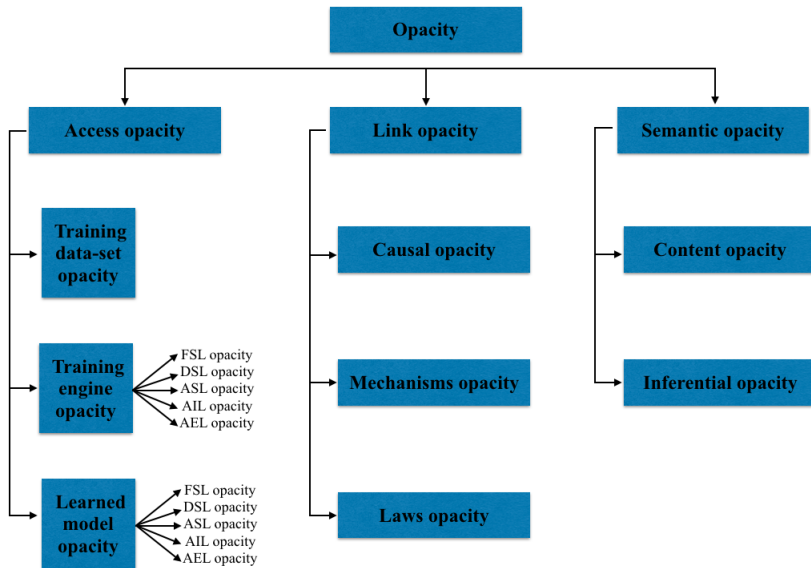 Opacity
Access opacity
Link opacity
Semantic opacity
Training
data-set
opacity
Causal opacity
Content opacity
Training
engine
opacity
FSL opacity
DSL opacity
ASL opacity
AIL opacity
AEL opacity
Mechanisms opacity
Inferential opacity
Learned
model
opacity
FSL opacity
DSL opacity
ASL opacity
AIL opacity
AEL opacity
Laws opacity